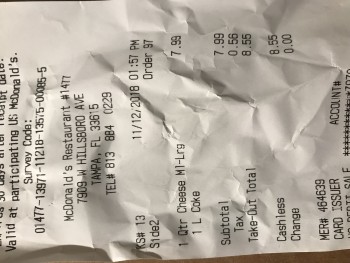 Valid at participating US McDonald's.
Survey Code:
01477-13971-11218-13575-00085-5
McDonald's Restaurant #1477
7909 W HILLSBORO AVE
TAMPA, FL 33615
TEL# 813 884 0229
KS# 13 11/12/2018 01:57 PM
Side2 Order 97
1 Qtr Cheese Ml-Lrg 7.99
1 L Coke
Subtotal 7.99
Tax 0.56
Take-Out Total 8.55
Cashless 8.55
Change 0.00
MER# 464639
CARD ISSUER ACCOUNT#